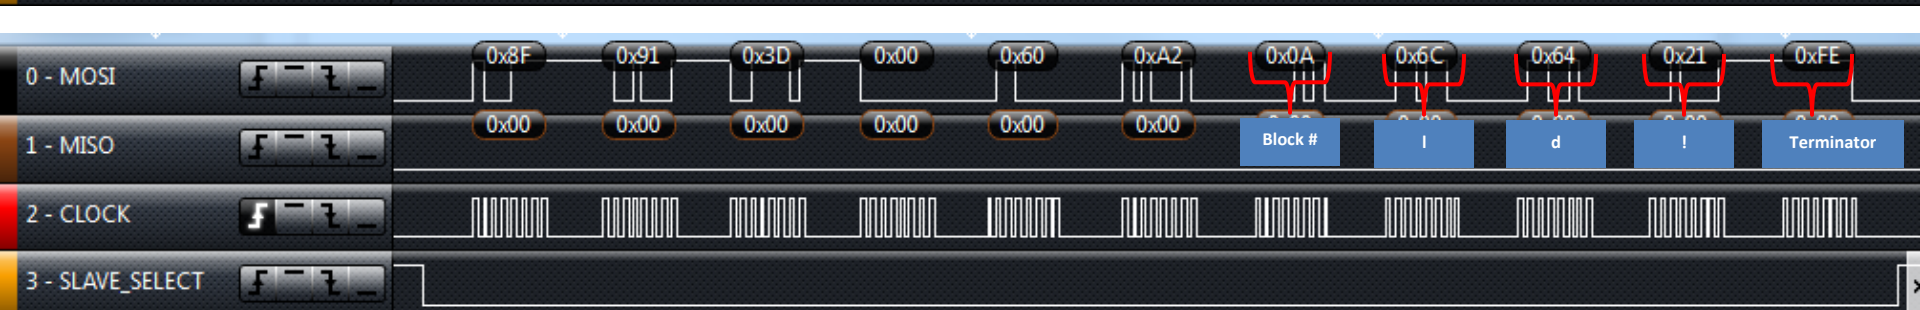 0x8F 0x91 0x3D 0x00 0x60 0xA2 0x0A 0x6C 0x64 0x21 0xFE
0 - MOSI
0x00 0x00 0x00 0x00 0x00 0x00
1 - MISO Block # l d ! Terminator
2 - CLOCK
3 - SLAVE_SELECT